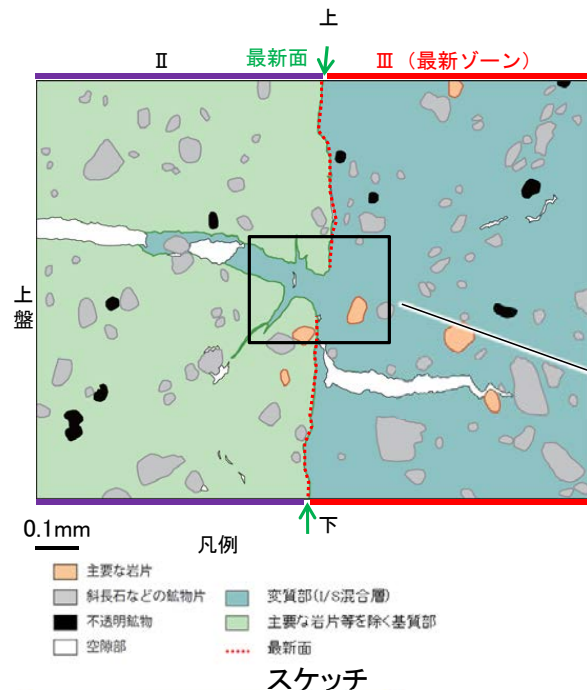 上
Ⅱ
最新面
Ⅲ（最新ゾーン）
上盤
下
0.1mm
凡例
主要な岩片
斜長石などの鉱物片
不透明鉱物
空隙部
変質部(I/S混合層)
主要な岩片等を除く基質部
最新面
スケッチ